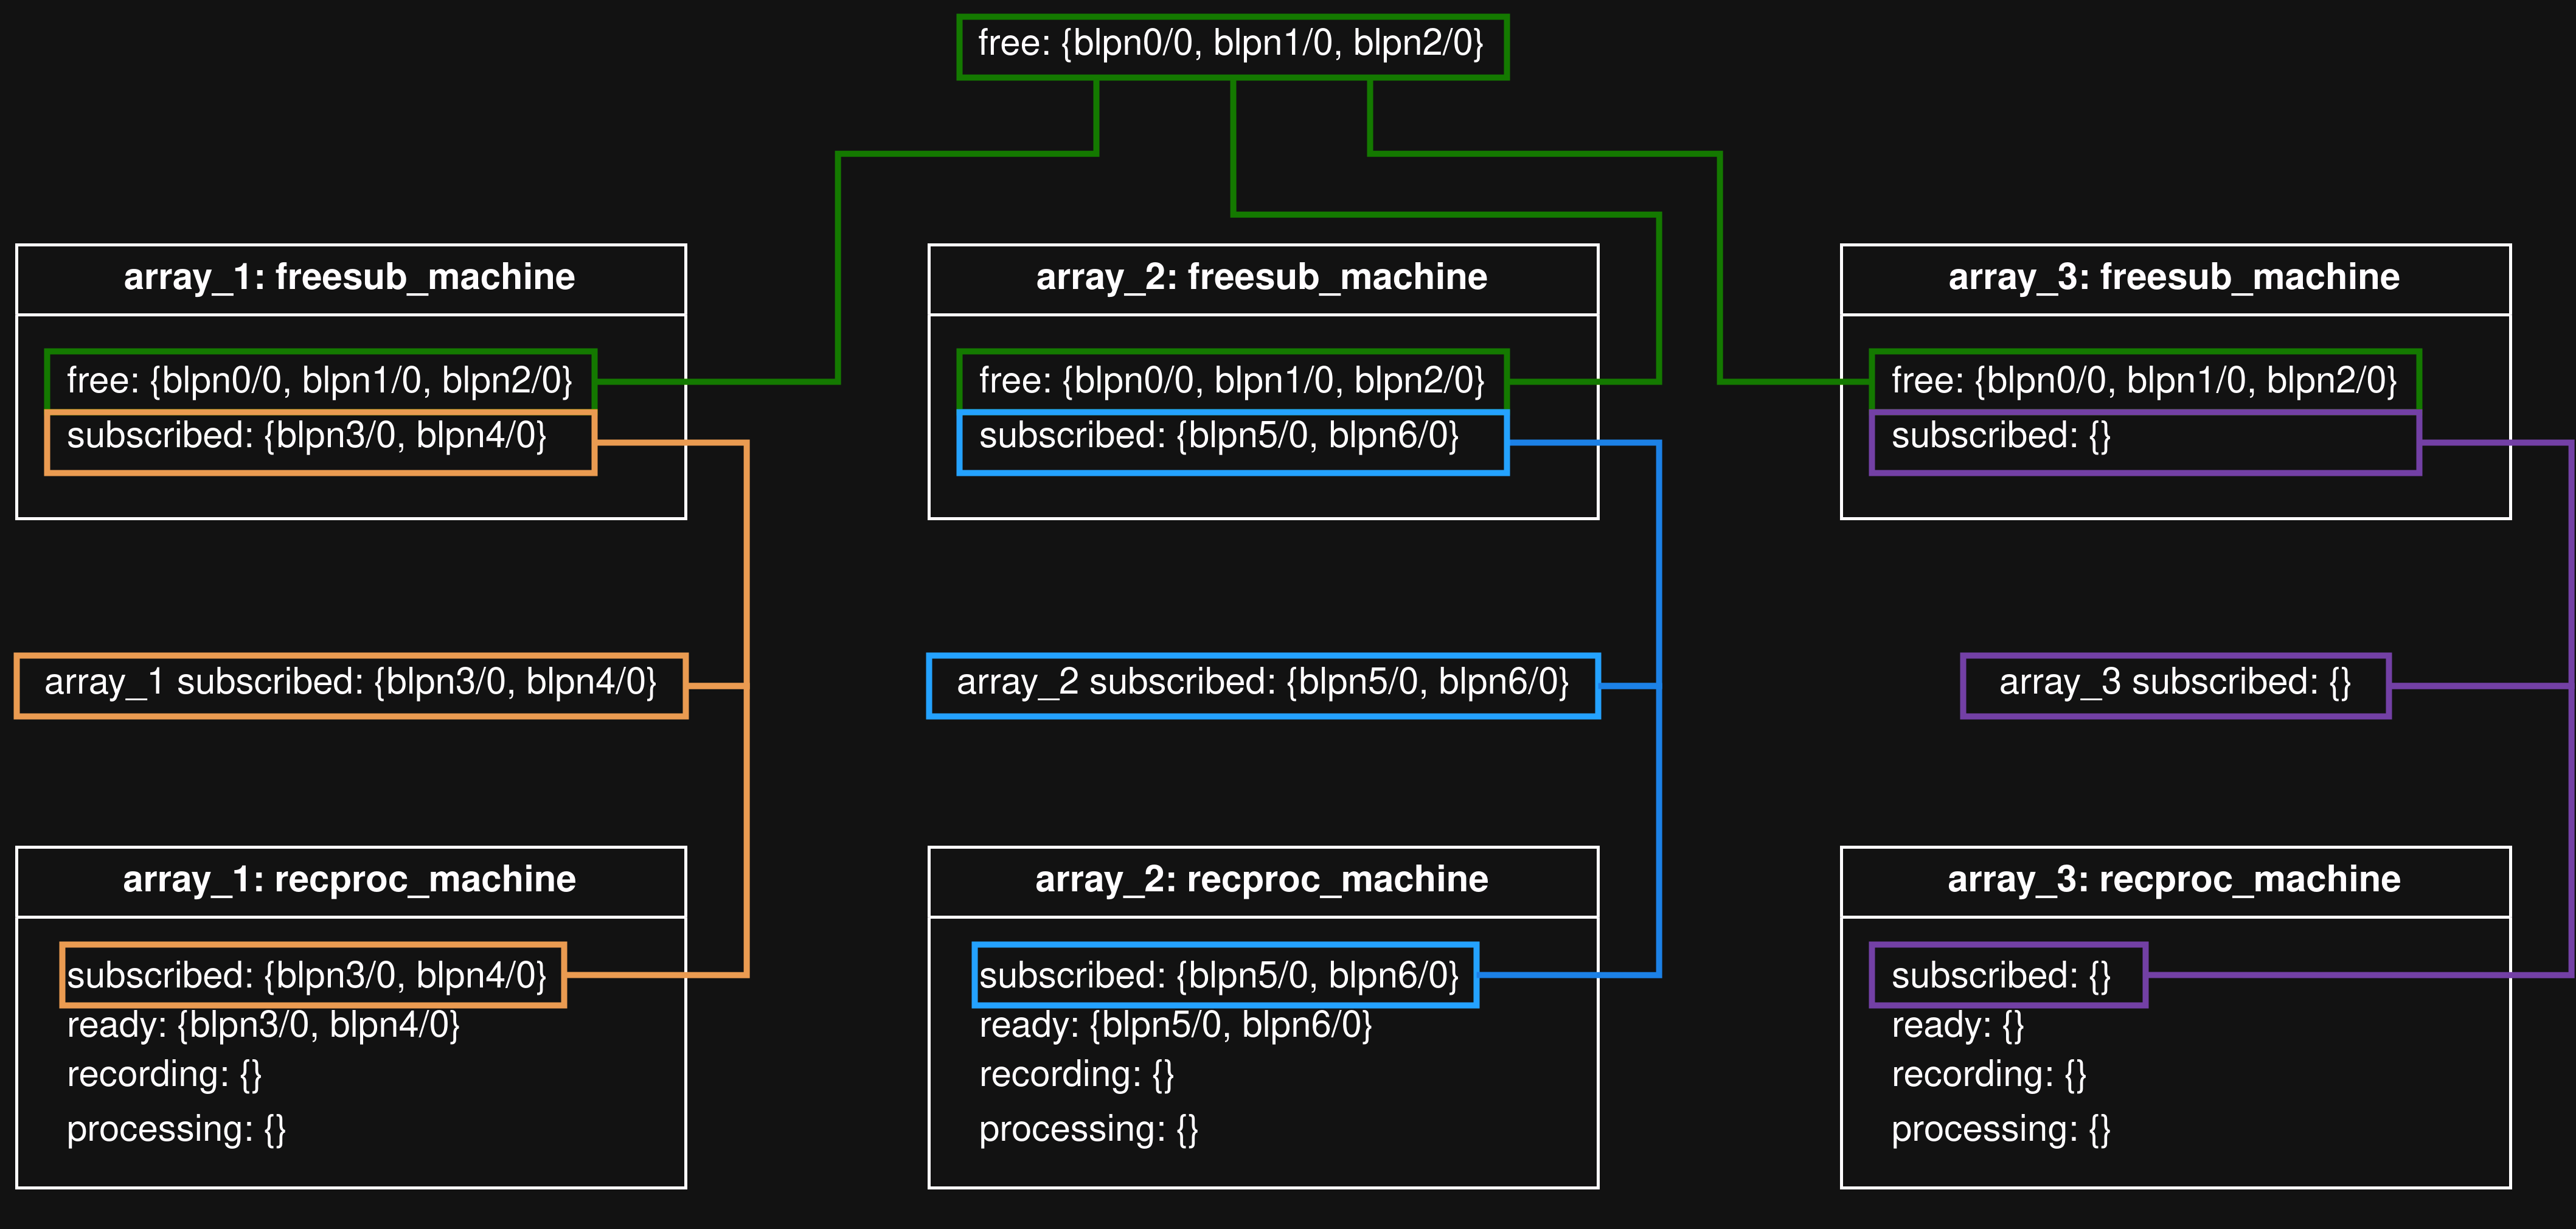 free: {blpn0/0, blpn1/0, blpn2/0}
array_1: freesub_machine
free: {blpn0/0, blpn1/0, blpn2/0}
subscribed: {blpn3/0, blpn4/0}
array_2: freesub_machine
free: {blpn0/0, blpn1/0, blpn2/0}
subscribed: {blpn5/0, blpn6/0}
array_3: freesub_machine
free: {blpn0/0, blpn1/0, blpn2/0}
subscribed: {}
array_1 subscribed: {blpn3/0, blpn4/0}
array_2 subscribed: {blpn5/0, blpn6/0}
array_3 subscribed: {}
array_1: recproc_machine
subscribed: {blpn3/0, blpn4/0}
ready: {blpn3/0, blpn4/0}
recording: {}
processing: {}
array_2: recproc_machine
subscribed: {blpn5/0, blpn6/0}
ready: {blpn5/0, blpn6/0}
recording: {}
processing: {}
array_3: recproc_machine
subscribed: {}
ready: {}
recording: {}
processing: {}